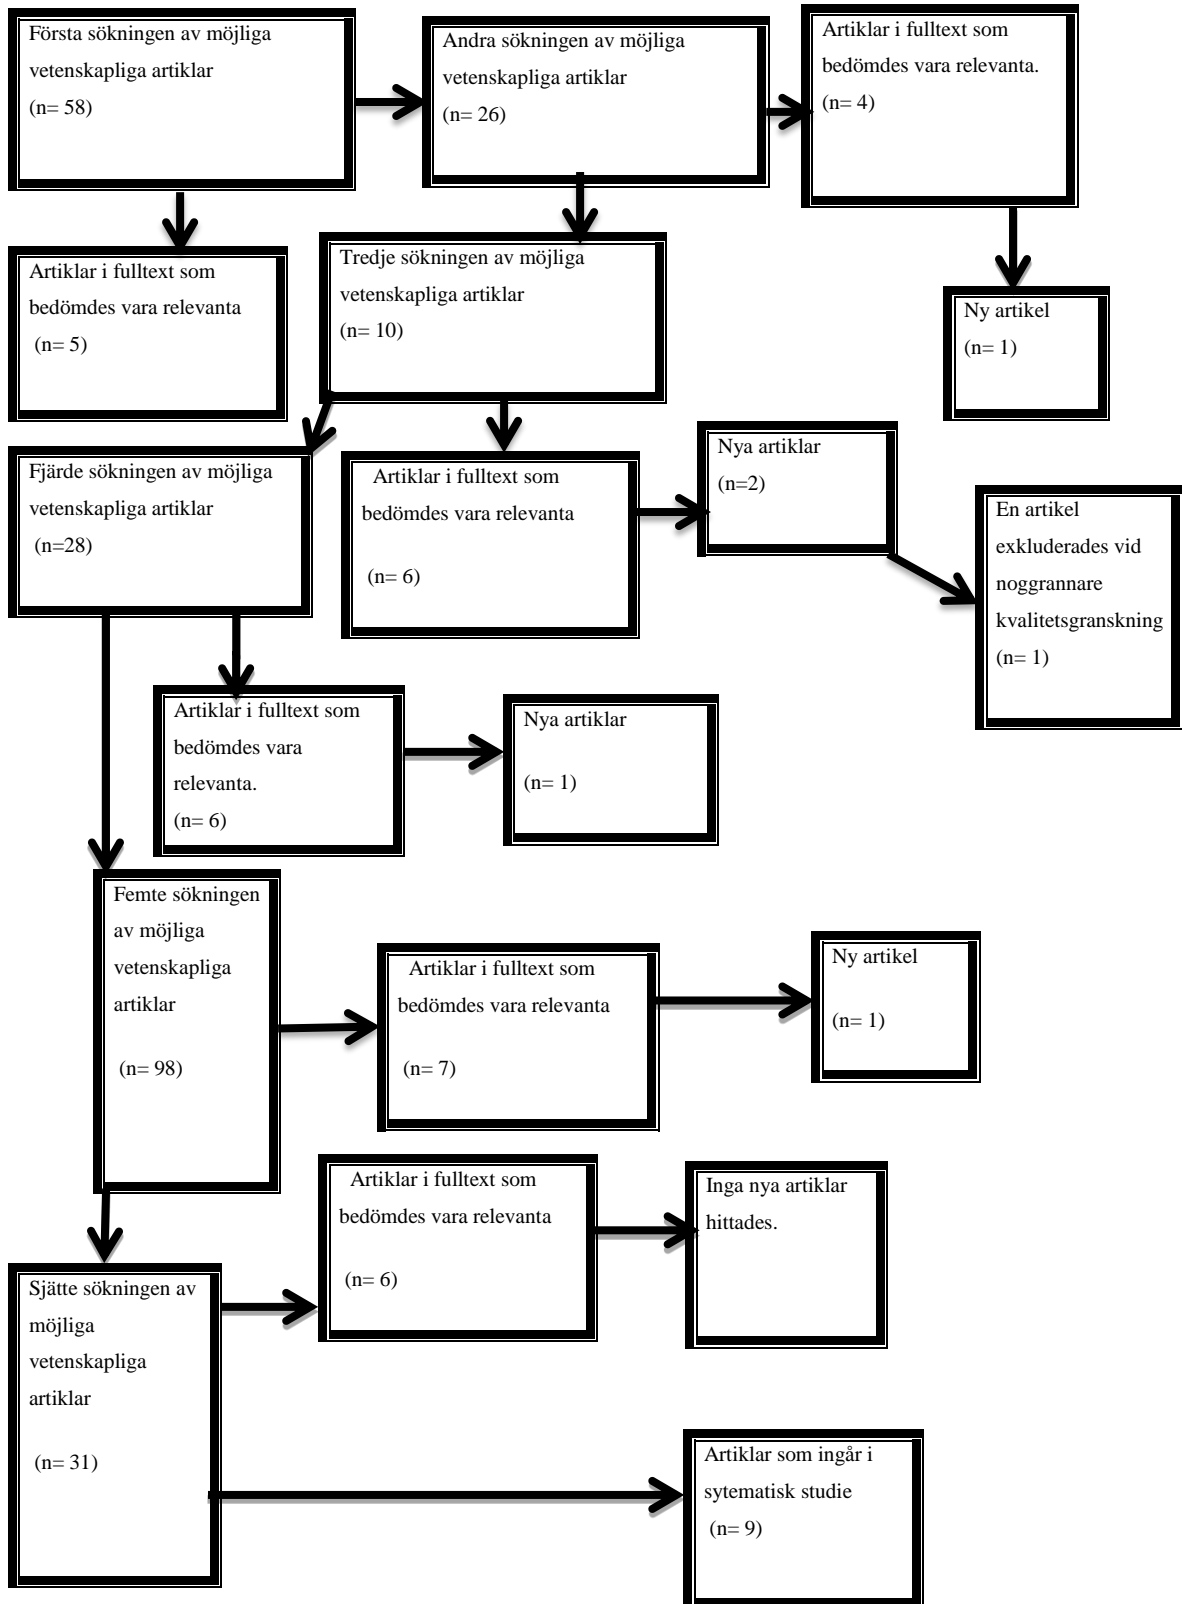 Första sökningen av möjliga
vetenskapliga artiklar
(n= 58)
Andra sökningen av möjliga
vetenskapliga artiklar
(n= 26)
Artiklar i fulltext som
bedömdes vara relevanta.
(n= 4)
Artiklar i fulltext som
bedömdes vara relevanta
(n= 5)
Tredje sökningen av möjliga
vetenskapliga artiklar
(n= 10)
Ny artikel
(n= 1)
Fjärde sökningen av möjliga
vetenskapliga artiklar
(n=28)
Artiklar i fulltext som
bedömdes vara relevanta
(n= 6)
Nya artiklar
(n=2)
En artikel
exkluderades vid
noggrannare
kvalitetsgranskning
(n= 1)
Artiklar i fulltext som
bedömdes vara
relevanta.
(n= 6)
Nya artiklar
(n= 1)
Femte sökningen
av möjliga
vetenskapliga
artiklar
(n= 98)
Artiklar i fulltext som
bedömdes vara relevanta
(n= 7)
Ny artikel
(n= 1)
Artiklar i fulltext som
bedömdes vara relevanta
(n= 6)
Inga nya artiklar
hittades.
Sjätte sökningen av
möjliga
vetenskapliga
artiklar
(n= 31)
Artiklar som ingår i
sytematisk studie
(n= 9)